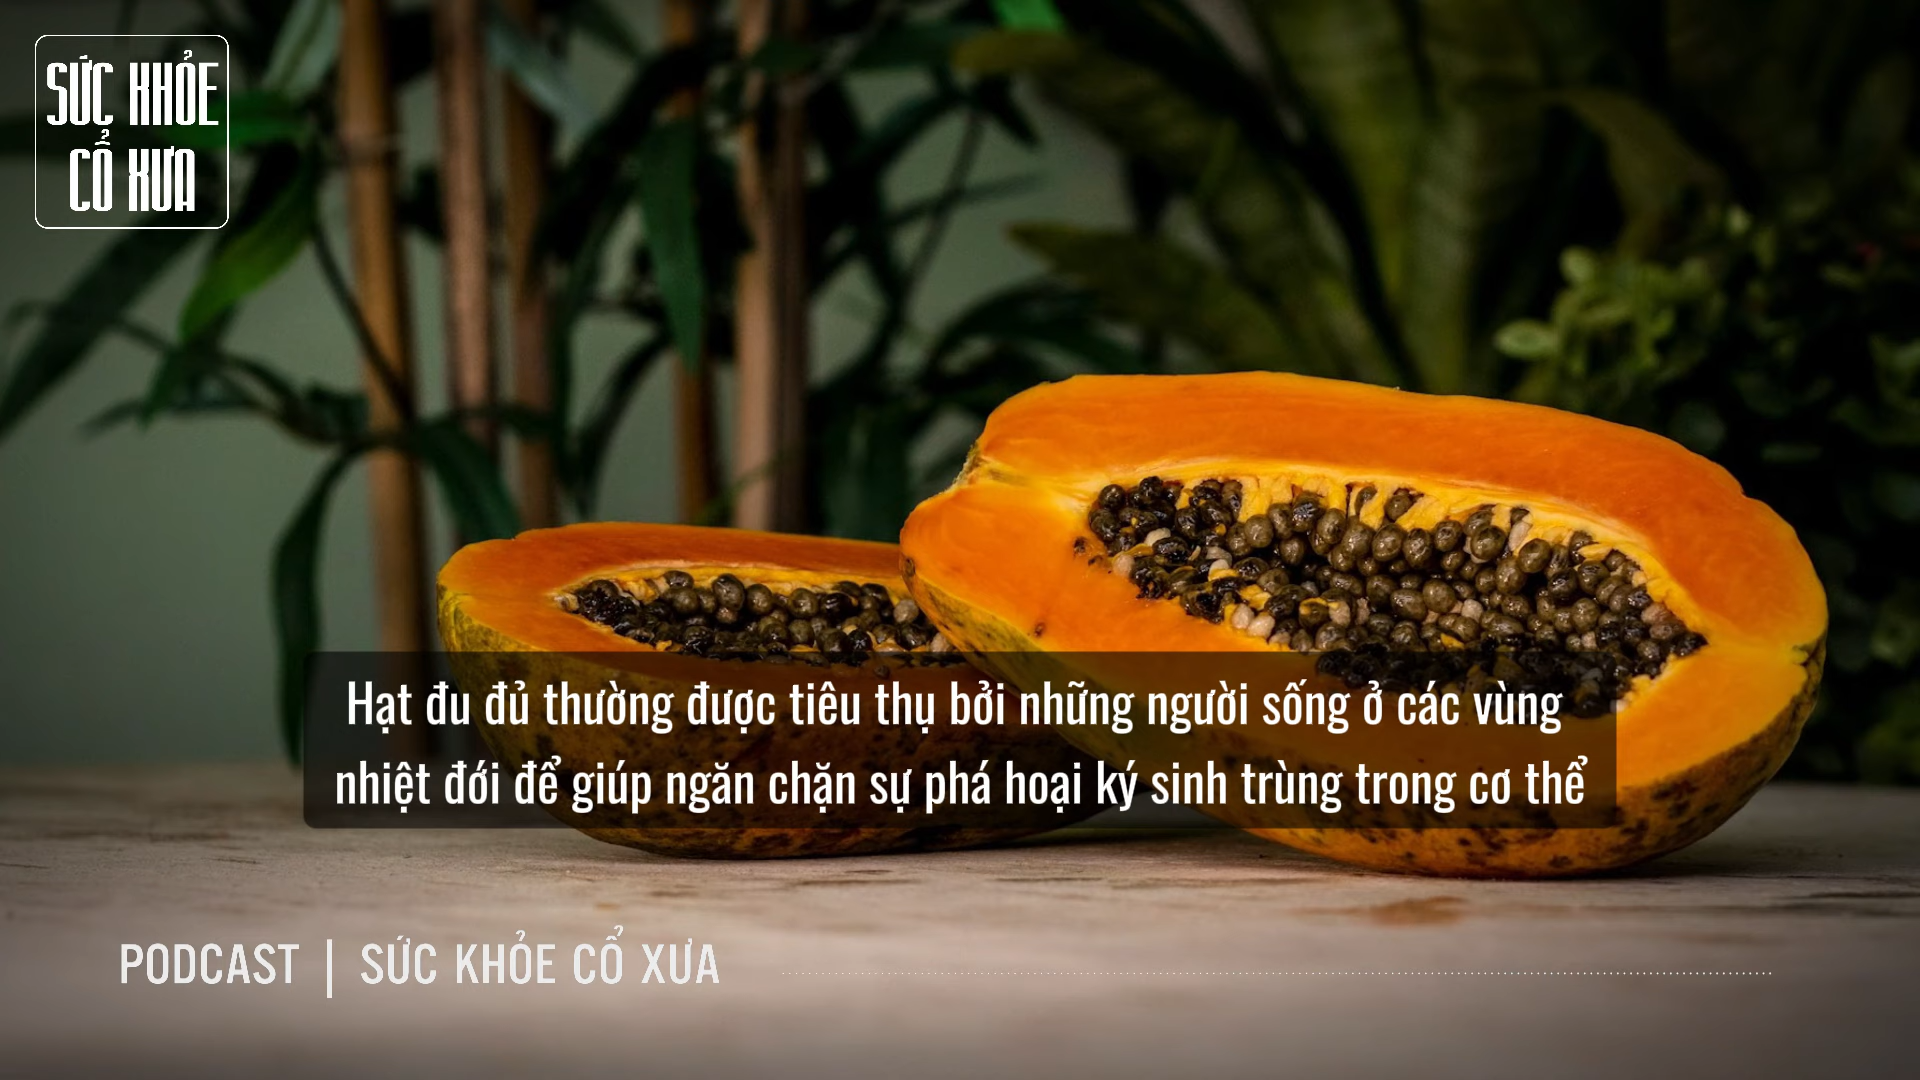 SỨC KHỎE
CỔ XƯA
Hạt đu đủ thường được tiêu thụ bởi những người sống ở các vùng
nhiệt đới để giúp ngăn chặn sự phá hoại ký sinh trùng trong cơ thể
PODCAST | SỨC KHỎE CỔ XƯA